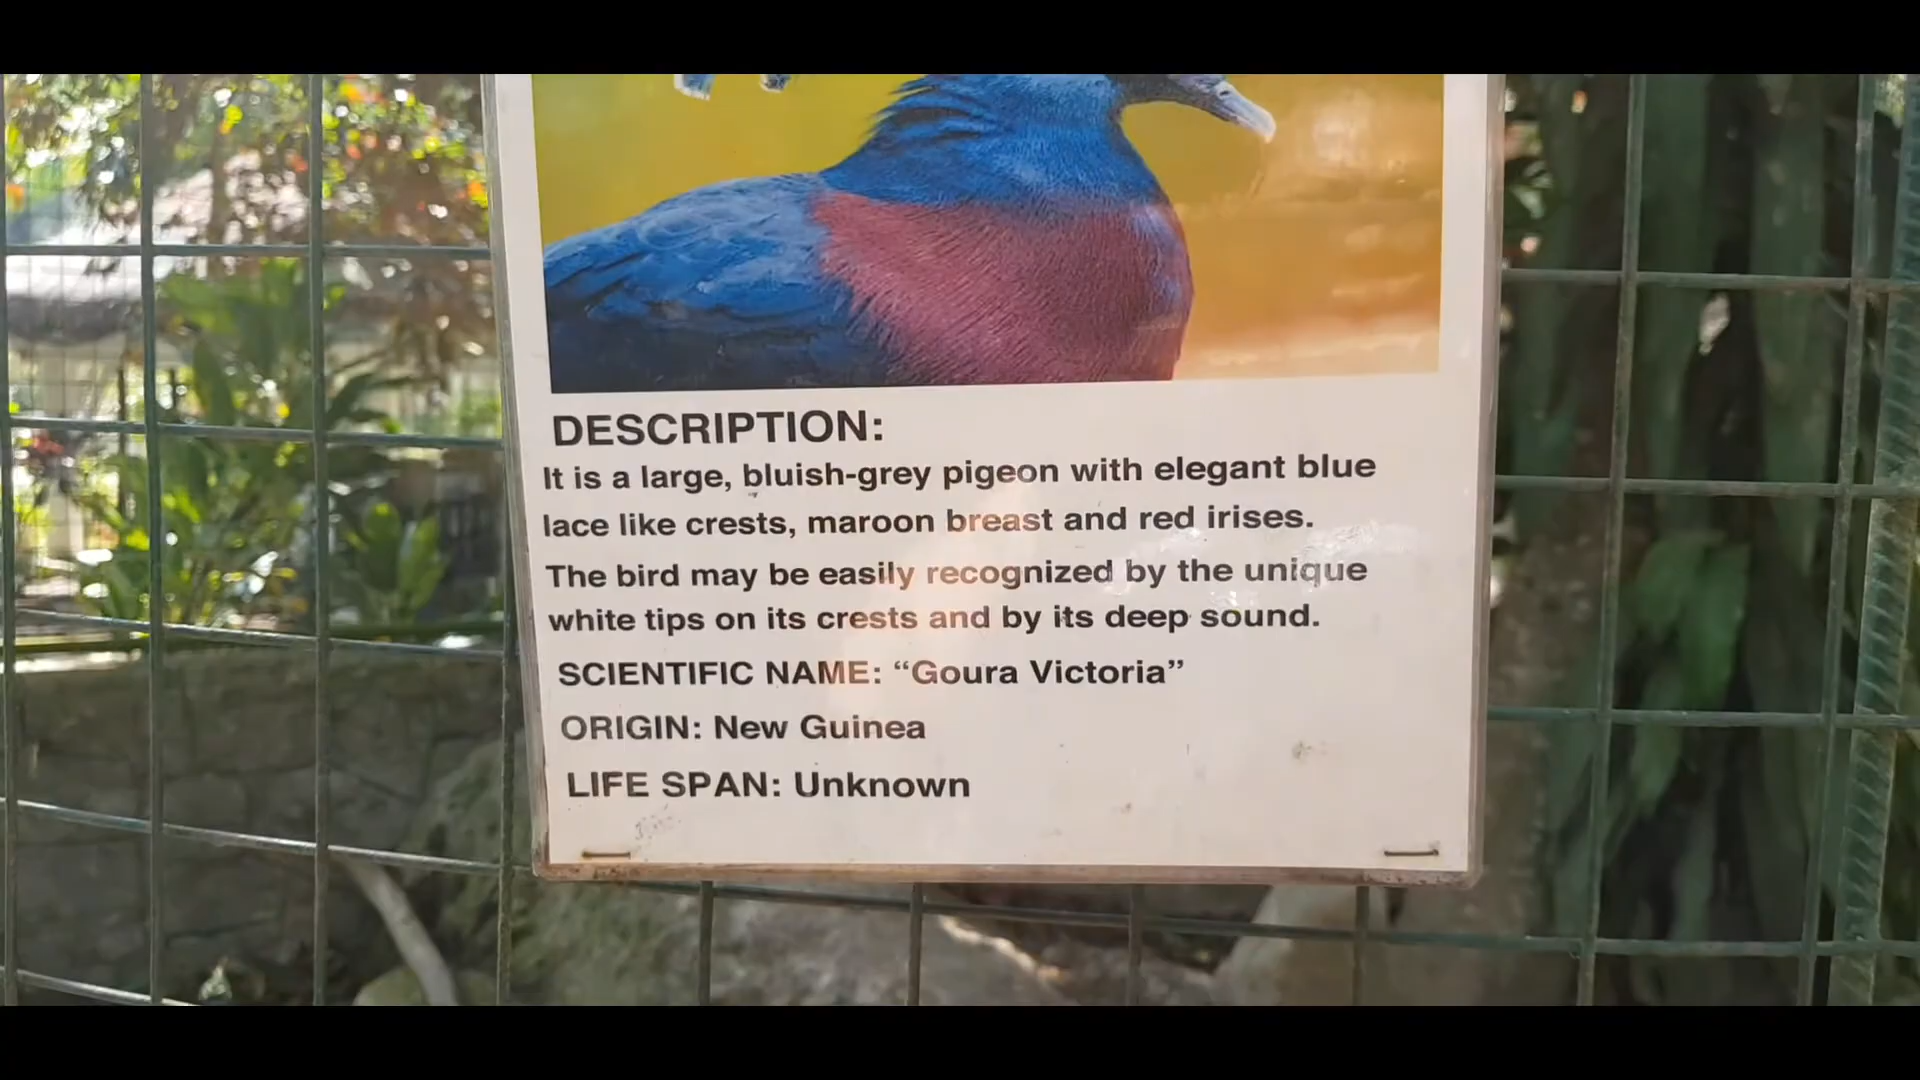 DESCRIPTION:
It is a large, bluish-grey pigeon with elegant blue
lace like crests, maroon breast and red irises.
The bird may be easily recognized by the unique
white tips on its crests and by its deep sound.
SCIENTIFIC NAME: “Goura Victoria”
ORIGIN: New Guinea
LIFE SPAN: Unknown